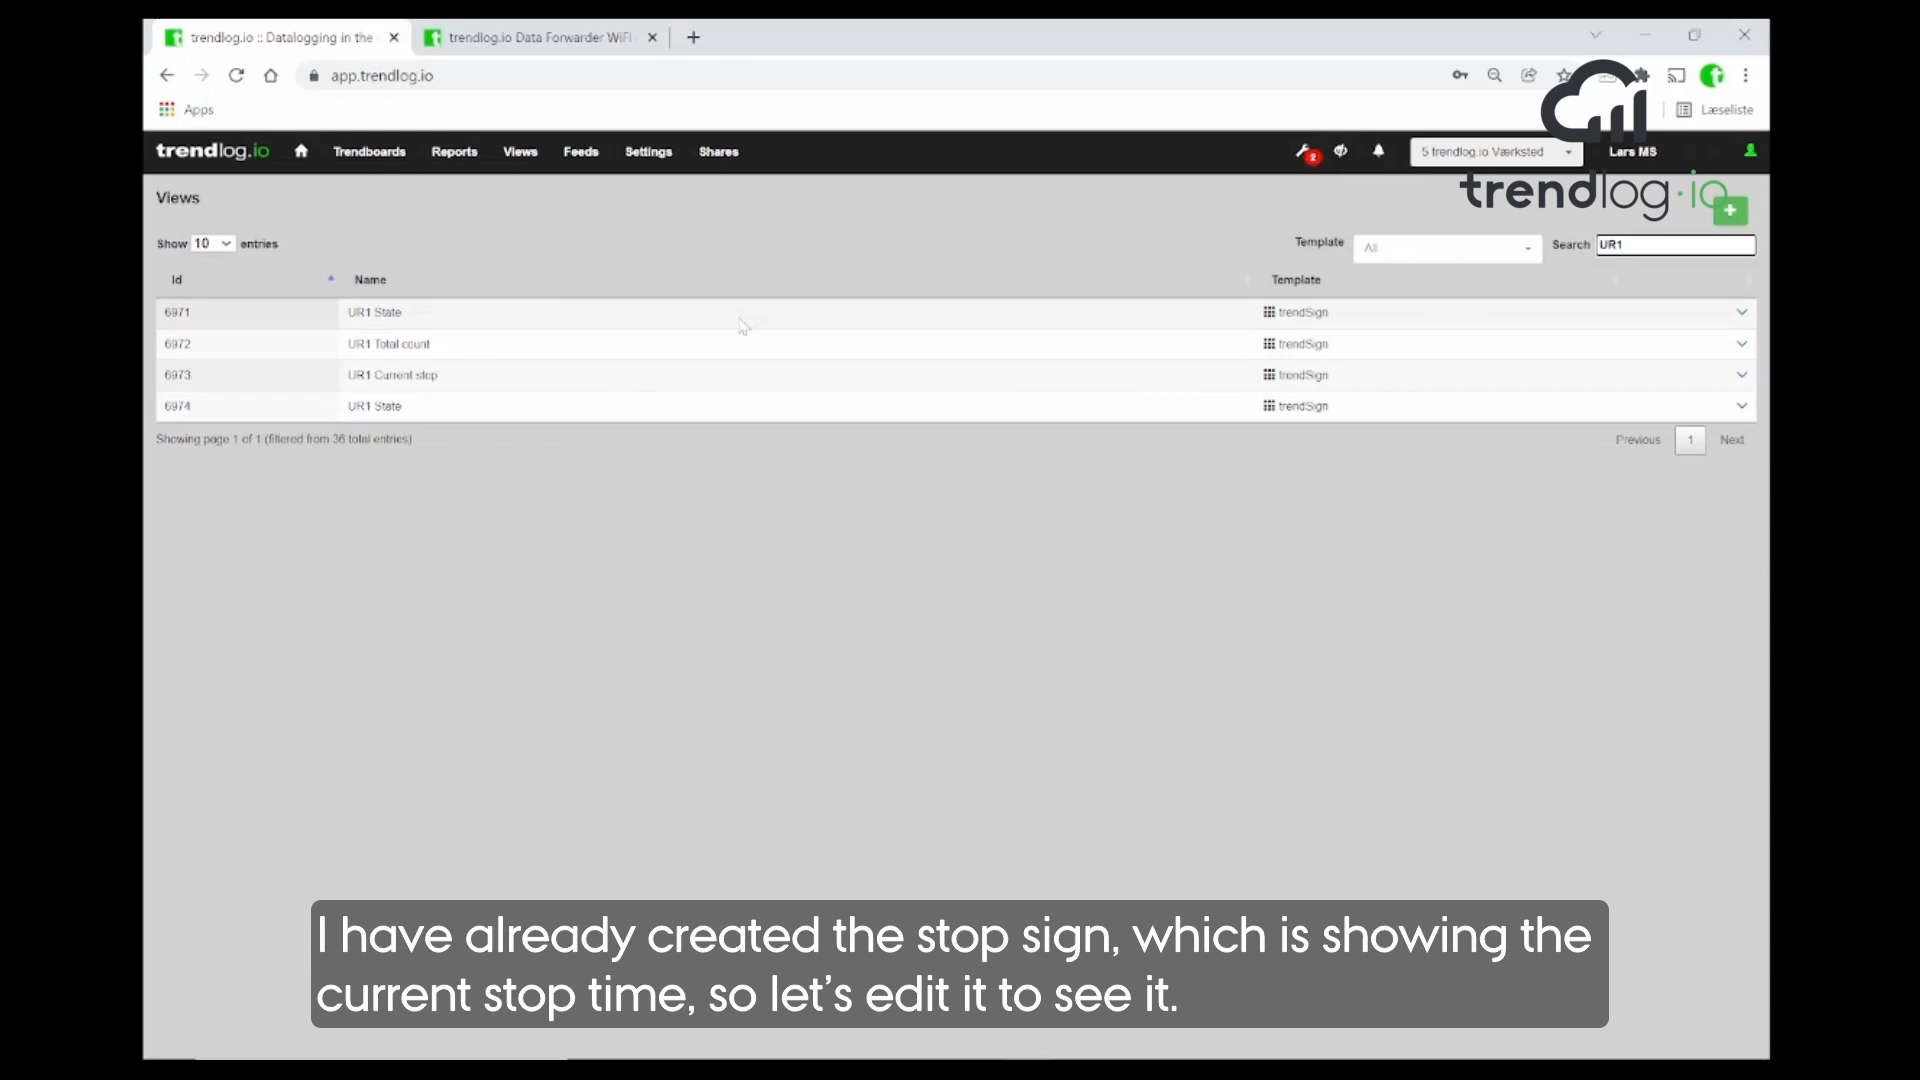 trendlog.io :: Datalogging in the
trendlog.io Data Forwarder WiFi
app.trendlog.io
Apps
Læseliste
trendlog.io Trendboards Reports Views Feeds Settings Shares 2 5 trendlog.io Værksted Lars MS
trendlog·io
Views
Show 10 entries
Template All Search UR1
Id Name Template
6971 UR1 State trendSign
6972 UR1 Total count trendSign
6973 UR1 Current stop trendSign
6974 UR1 State trendSign
Showing page 1 of 1 (filtered from 36 total entries)
Previous 1 Next
I have already created the stop sign, which is showing the
current stop time, so let's edit it to see it.